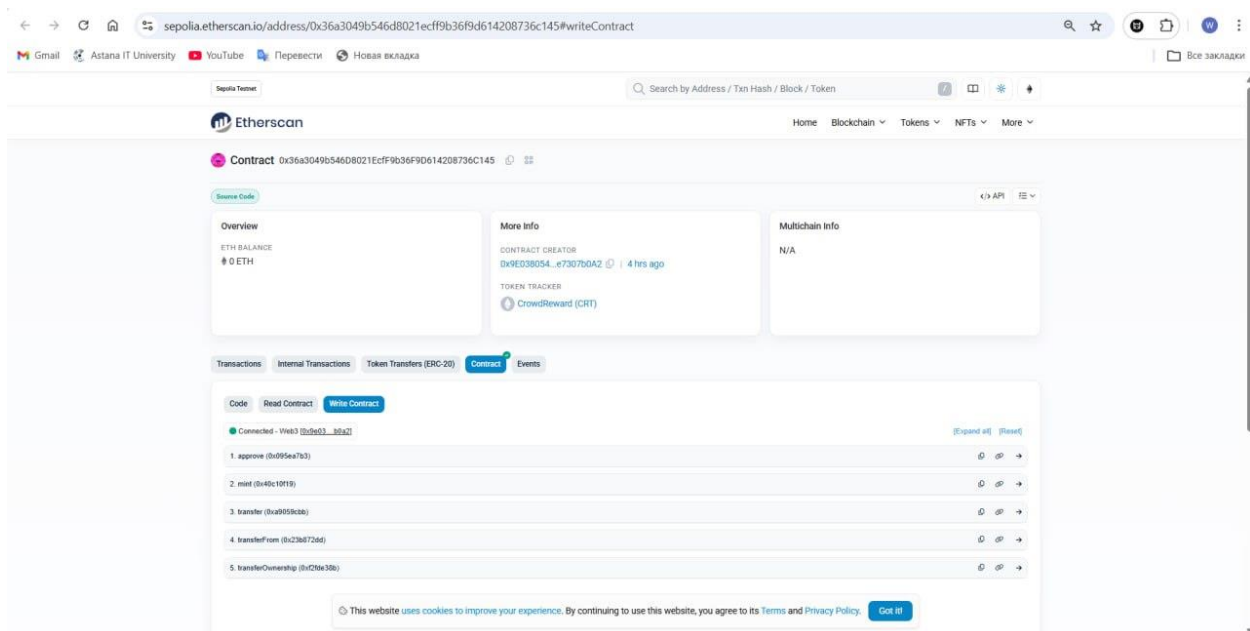 sepolia.etherscan.io/address/0x36a3049b546d8021ecff9b36f9d614208736c145#writeContract
W
Gmail Astana IT University YouTube Перевести Новая вкладка Все закладки
Sepolia Testnet
Search by Address / Txn Hash / Block / Token /
Etherscan
Home Blockchain Tokens NFTs More
Contract 0x36a3049b546D8021EcfF9b36F9D614208736C145
Source Code
</> API
Overview
ETH BALANCE
0 ETH
More Info
CONTRACT CREATOR
0x9E038054...e7307b0A2 | 4 hrs ago
TOKEN TRACKER
CrowdReward (CRT)
Multichain Info
N/A
Transactions Internal Transactions Token Transfers (ERC-20) Contract Events
Code Read Contract Write Contract
Connected - Web3 [0x9e03...b0a2]
[Expand all] [Reset]
1. approve (0x095ea7b3)
2. mint (0x40c10f19)
3. transfer (0xa9059cbb)
4. transferFrom (0x23b872dd)
5. transferOwnership (0xf2fde38b)
This website uses cookies to improve your experience. By continuing to use this website, you agree to its Terms and Privacy Policy. Got it!